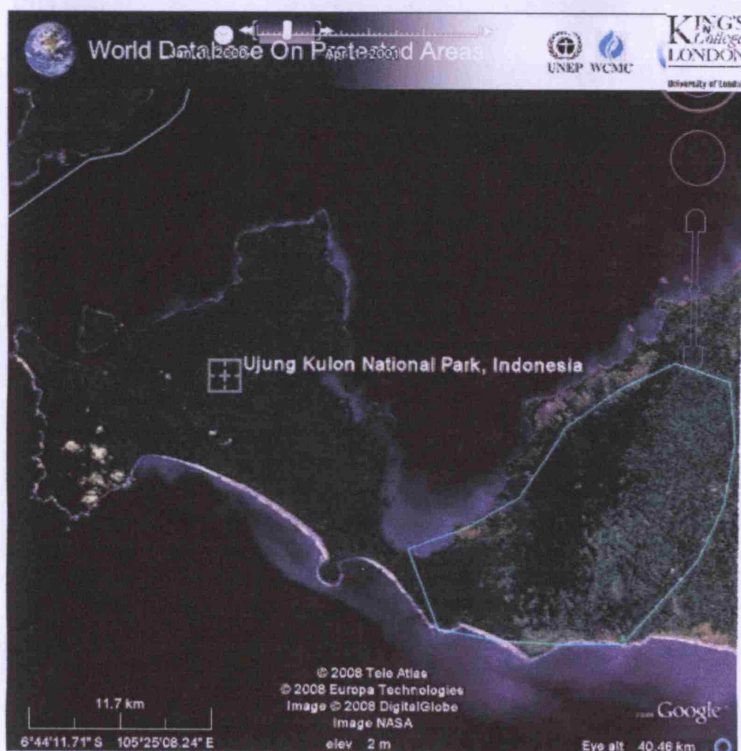 World Database On Protected Areas
UNEP WCMC
KING'S
College
LONDON
University of Lond
Ujung Kulon National Park, Indonesia
© 2008 Tele Atlas
© 2008 Europa Technologies
Image © 2008 DigitalGlobe
Image NASA
11.7 km
Google
6°44'11.71" S 105°25'08.24" E
elev 2 m
Eye alt 40.46 km